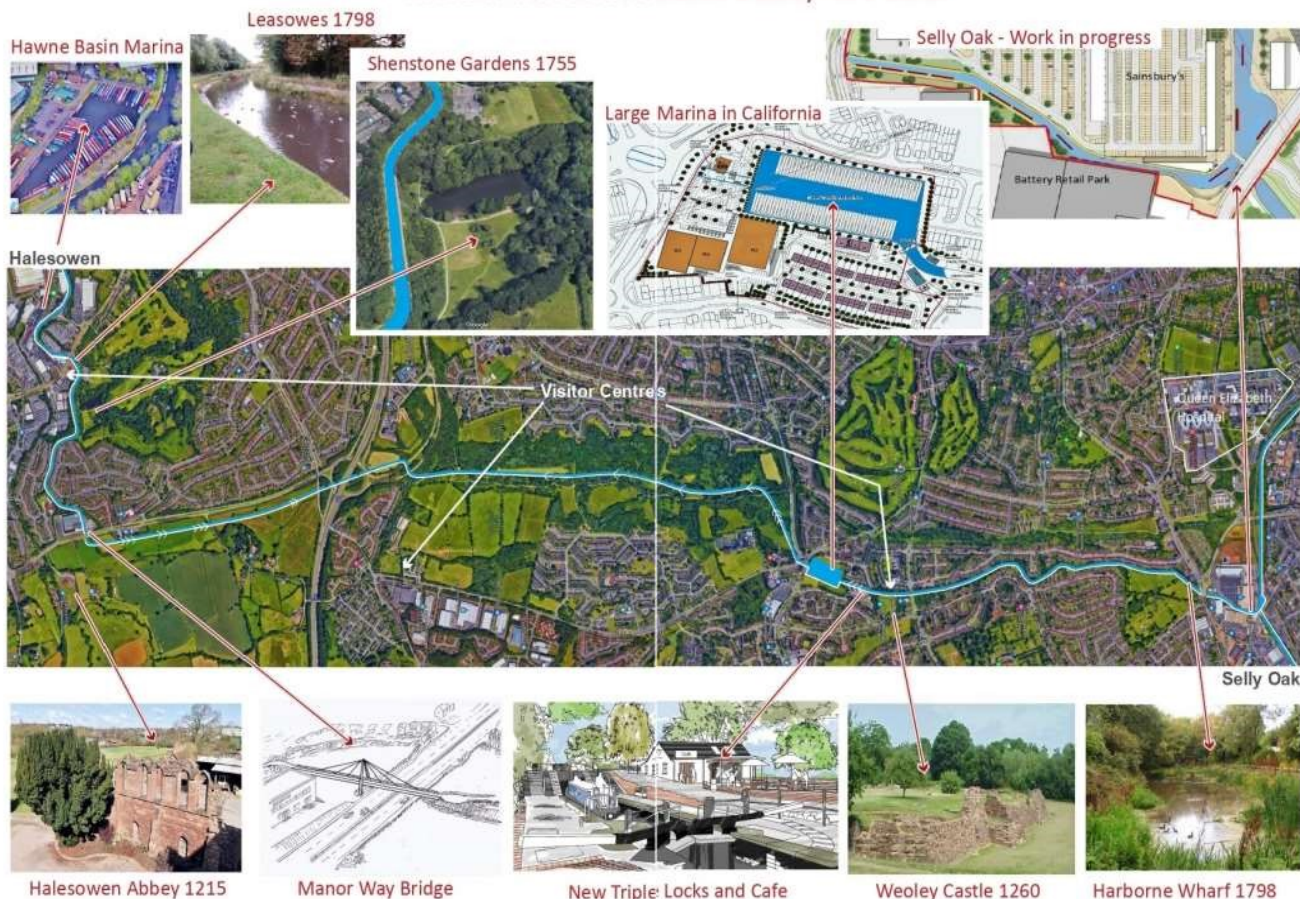 Leasowes 1798
Hawne Basin Marina
Shenstone Gardens 1755
Large Marina in California
Selly Oak - Work in progress
Sainsbury's
Battery Retail Park
Halesowen
Visitor Centres
Queen Elizabeth
Hospital
Selly Oak
Halesowen Abbey 1215
Manor Way Bridge
New Triple Locks and Cafe
Weoley Castle 1260
Harborne Wharf 1798